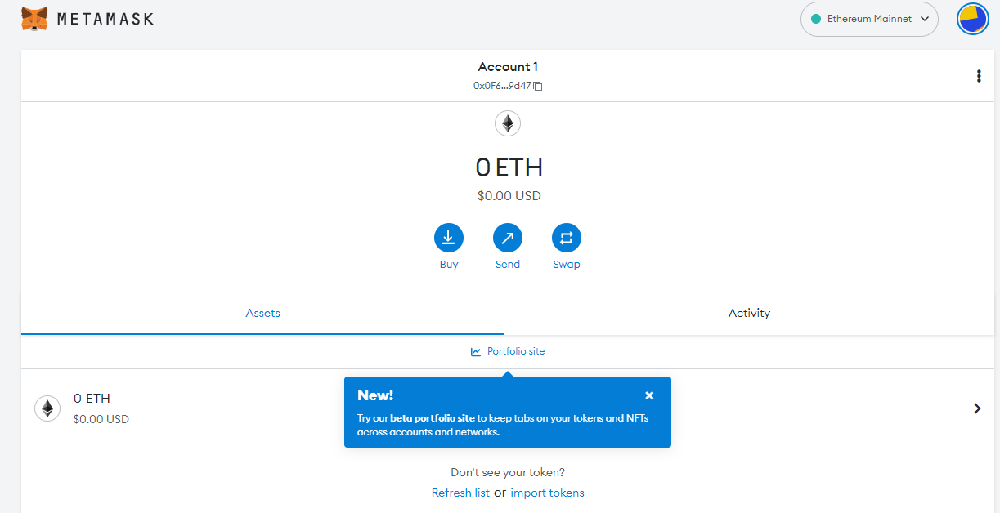 METAMASK
Ethereum Mainnet
Account 1
0x0F6...9d47
0 ETH
$0.00 USD
Buy
Send
Swap
Assets
Activity
Portfolio site
New!
Try our beta portfolio site to keep tabs on your tokens and NFTs
across accounts and networks.
0 ETH
$0.00 USD
Don't see your token?
Refresh list or import tokens